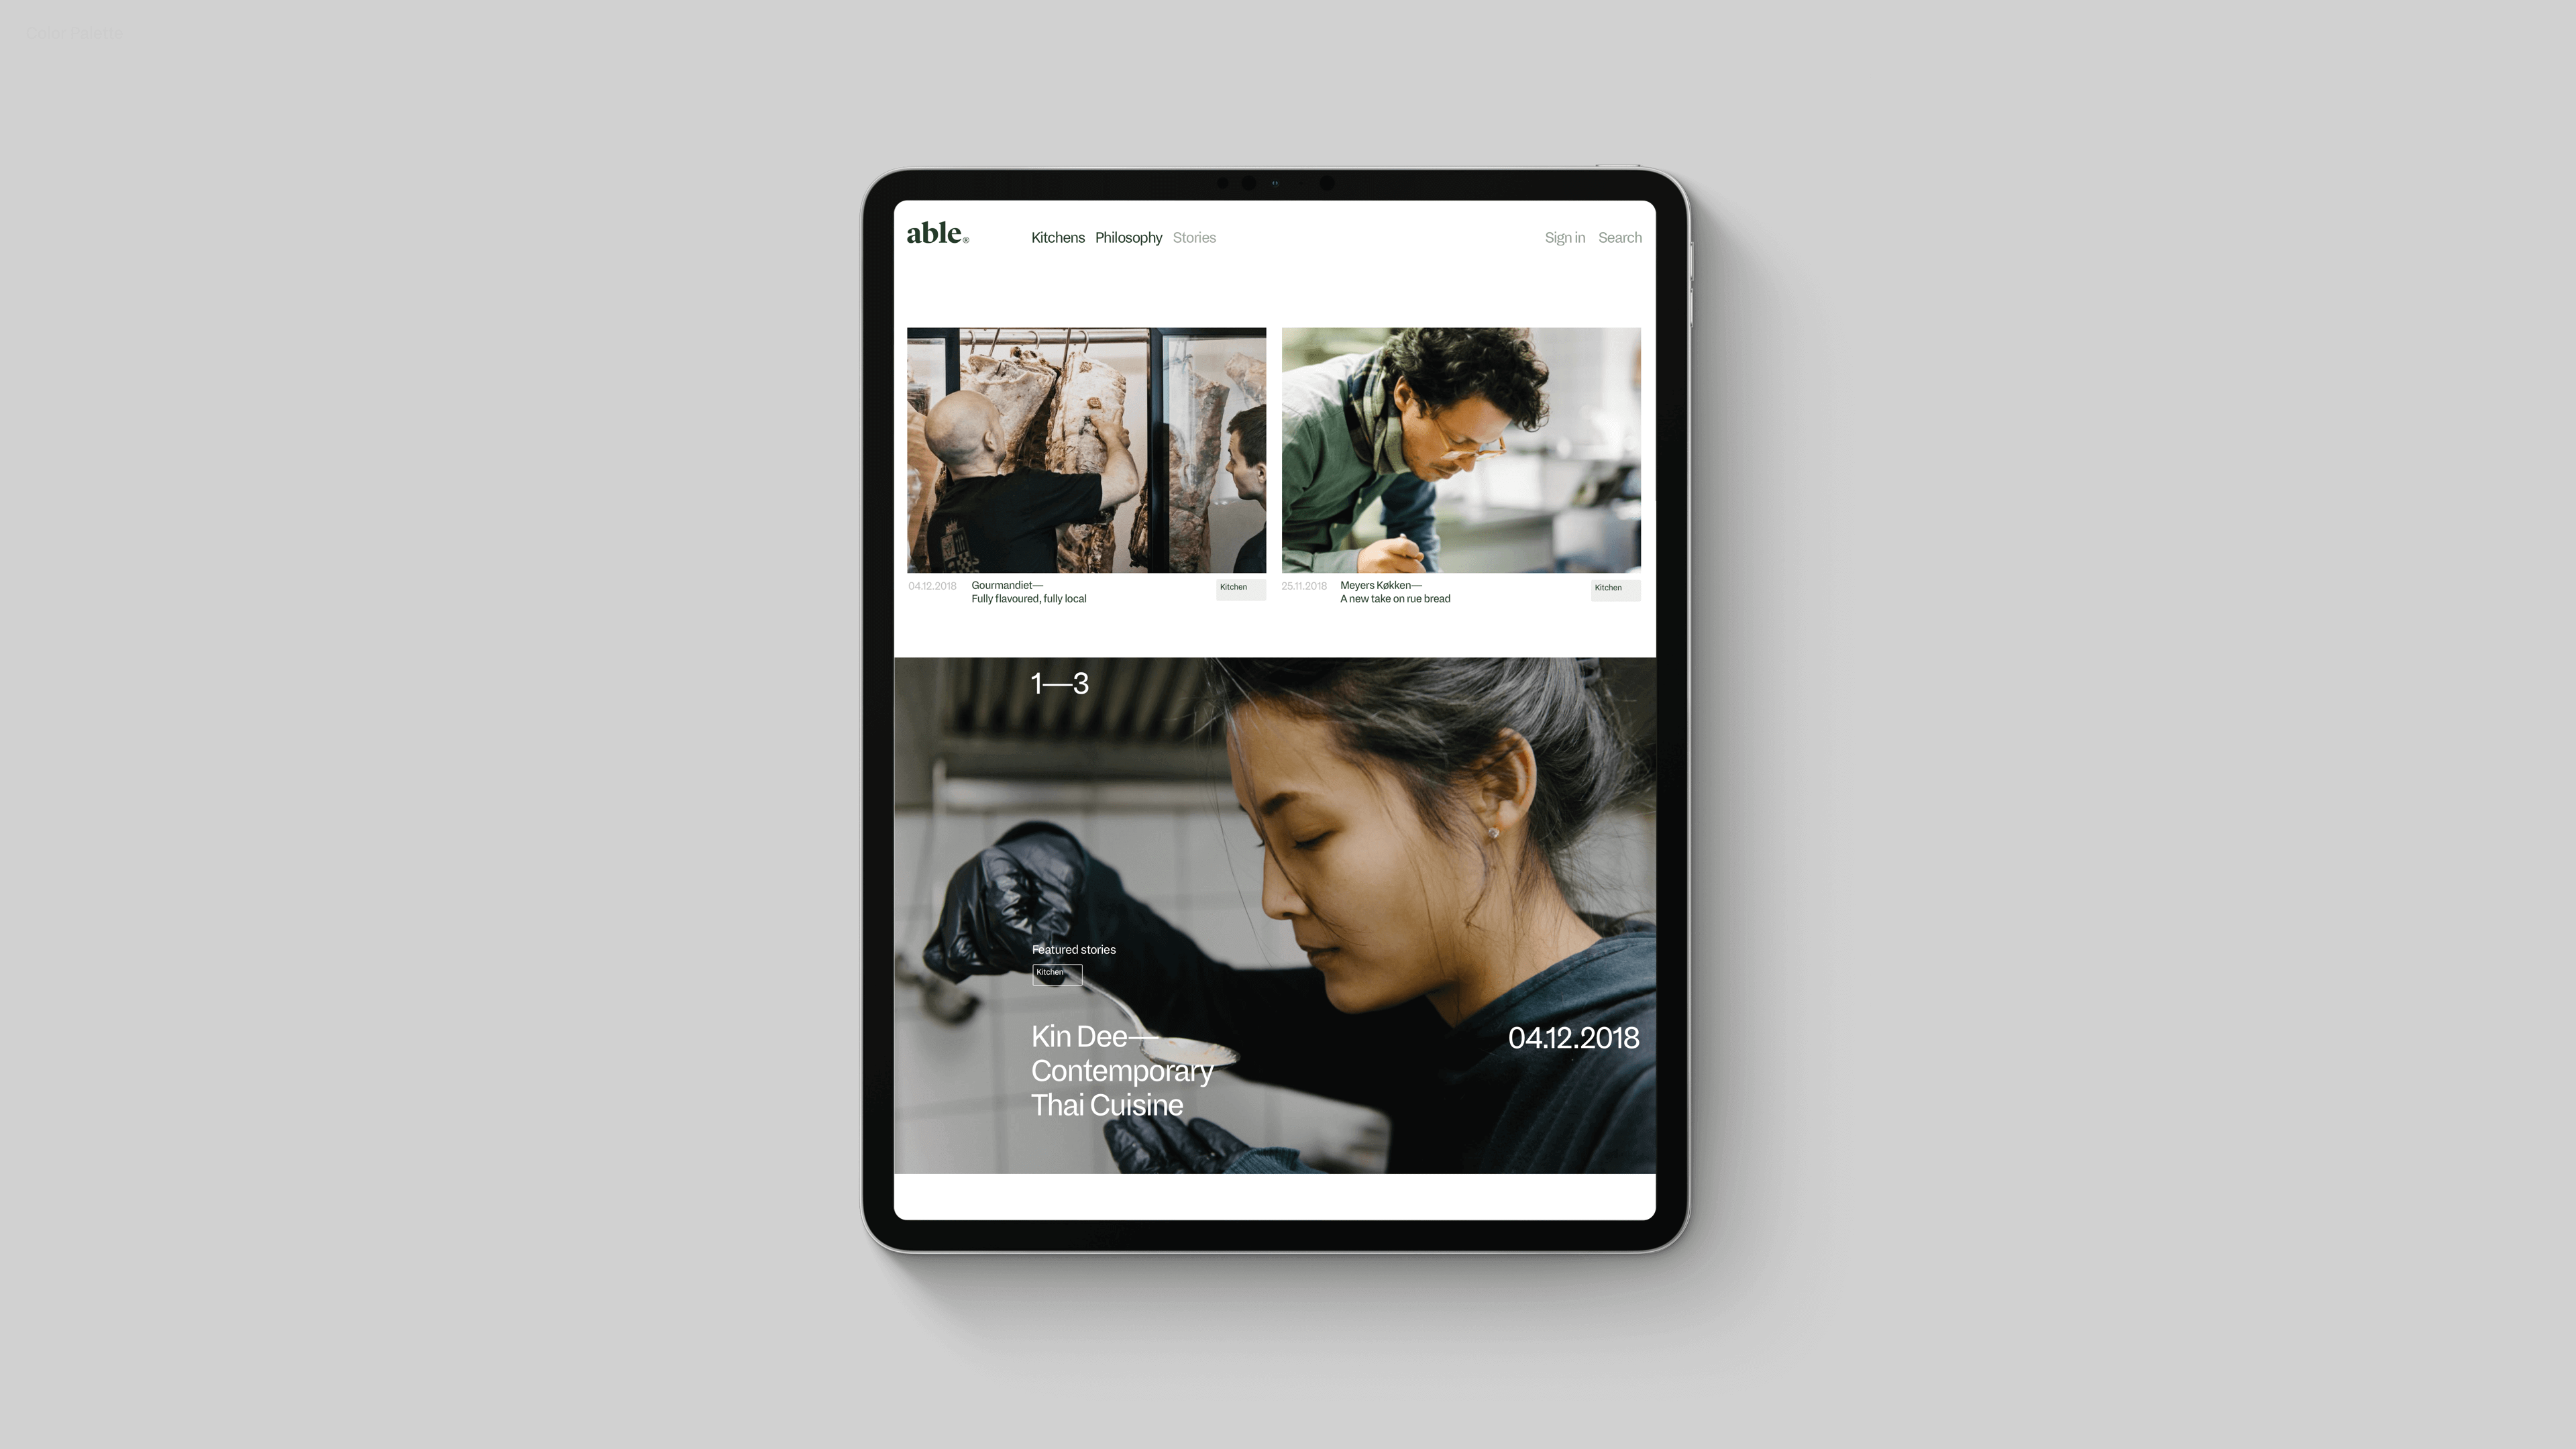 Color Palette
able.®
Kitchens Philosophy Stories
Sign in Search
04.12.2018
Gourmandiet—
Fully flavoured, fully local
Kitchen
25.11.2018
Meyers Køkken—
A new take on rue bread
Kitchen
1—3
Featured stories
Kitchen
Kin Dee—
Contemporary
Thai Cuisine
04.12.2018